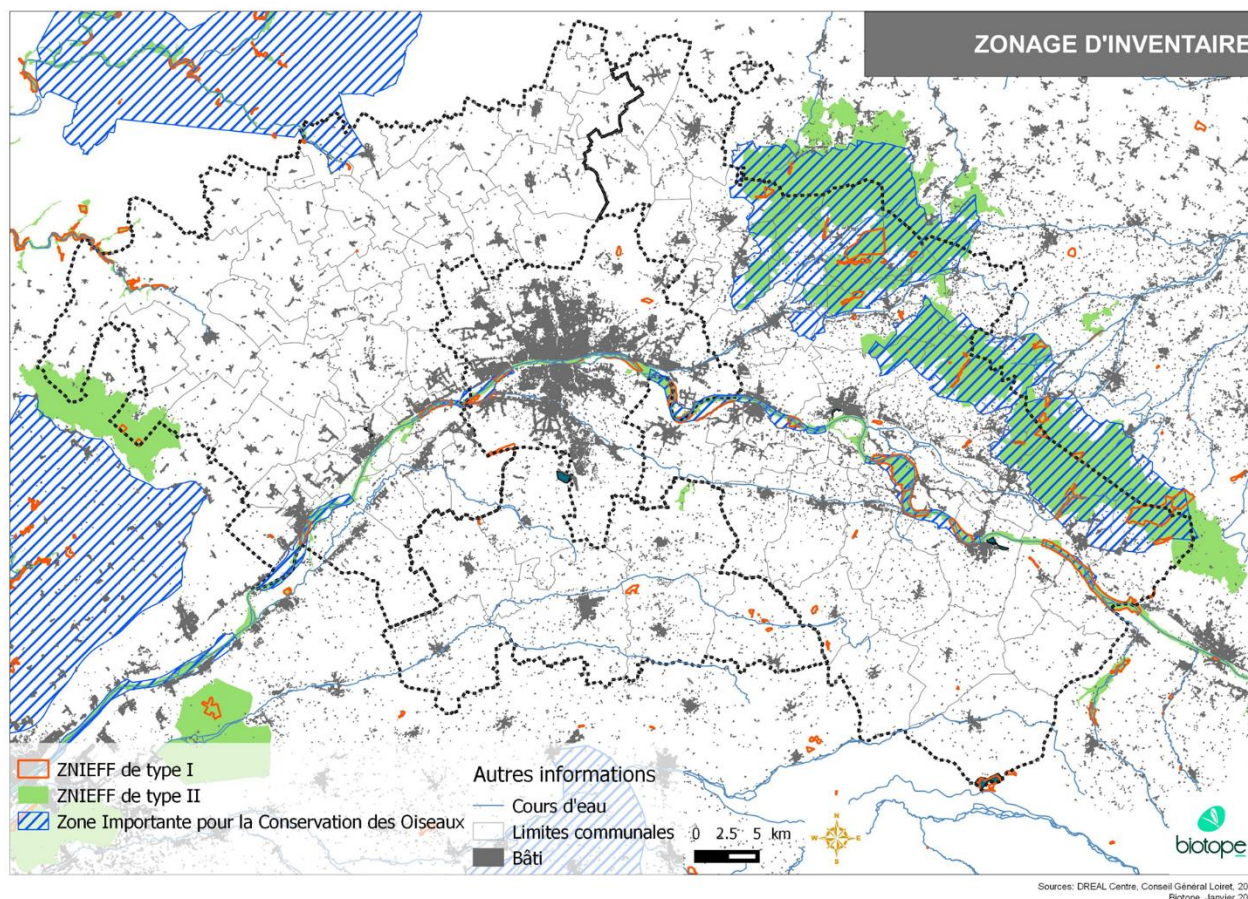 ZONAGE D'INVENTAIRE
ZNIEFF de type I
ZNIEFF de type II
Zone Importante pour la Conservation des Oiseaux
Autres informations
Cours d'eau
Limites communales
Bâti
0 2.5 5 km
N
W E
S
biotope
Sources: DREAL Centre, Conseil Général Loiret, 20
Biotope, Janvier 20